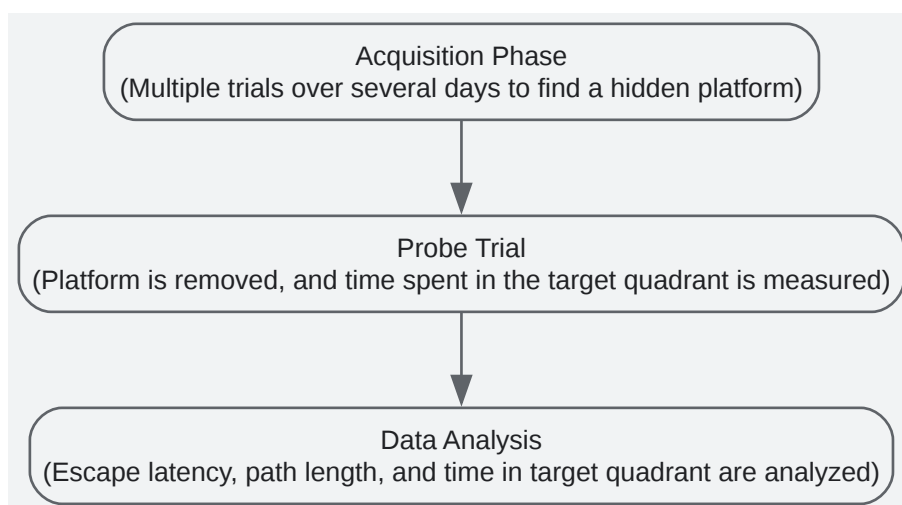 Acquisition Phase
(Multiple trials over several days to find a hidden platform)
Probe Trial
(Platform is removed, and time spent in the target quadrant is measured)
Data Analysis
(Escape latency, path length, and time in target quadrant are analyzed)